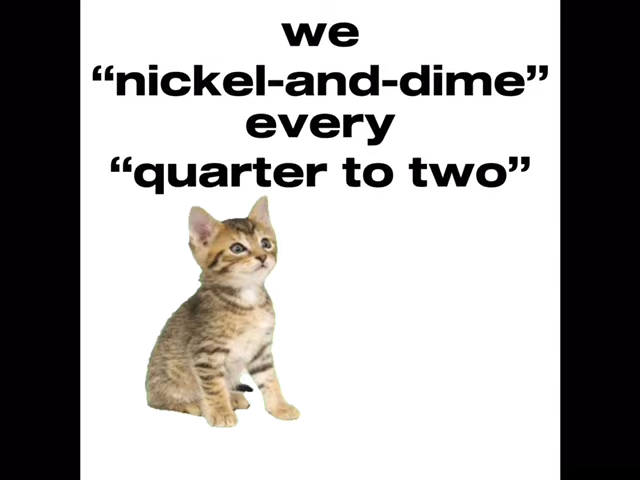 we
“nickel-and-dime”
every
“quarter to two”